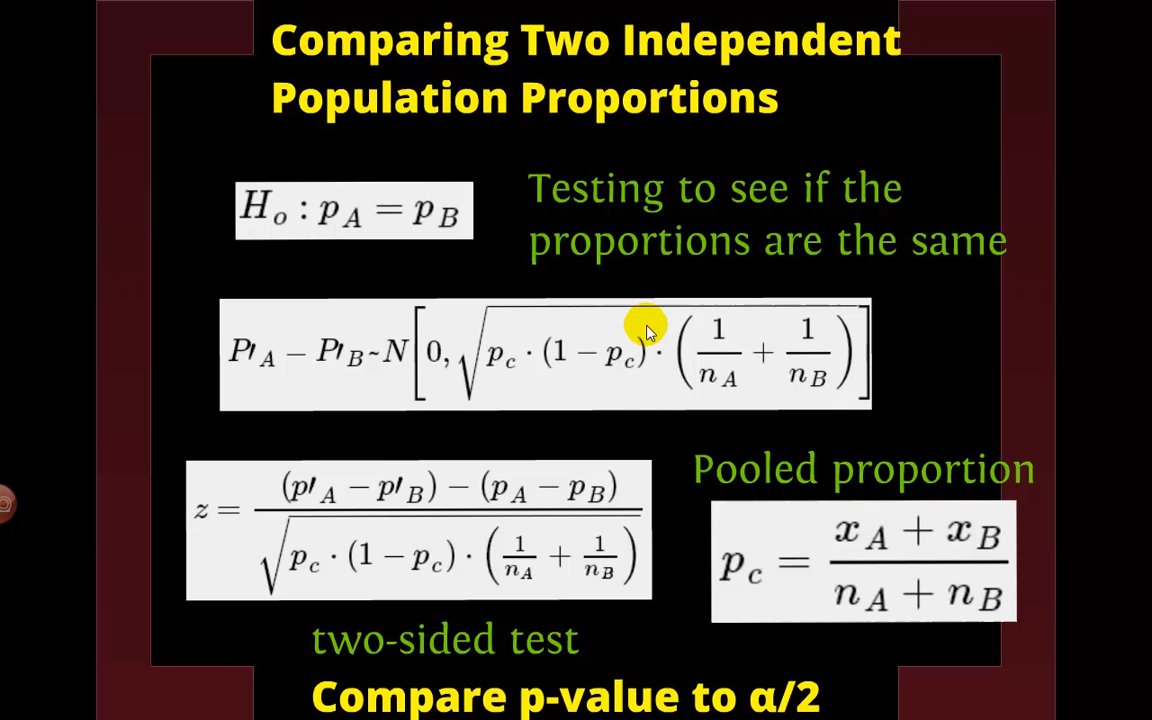 Comparing Two Independent
Population Proportions
H_o : p_A = p_B
Testing to see if the
proportions are the same
P′_A − P′_B ~ N[0, √(p_c · (1 − p_c) · (1/n_A + 1/n_B))]
z = ((p′_A − p′_B) − (p_A − p_B)) / √(p_c · (1 − p_c) · (1/n_A + 1/n_B))
Pooled proportion
p_c = (x_A + x_B) / (n_A + n_B)
two-sided test
Compare p-value to α/2